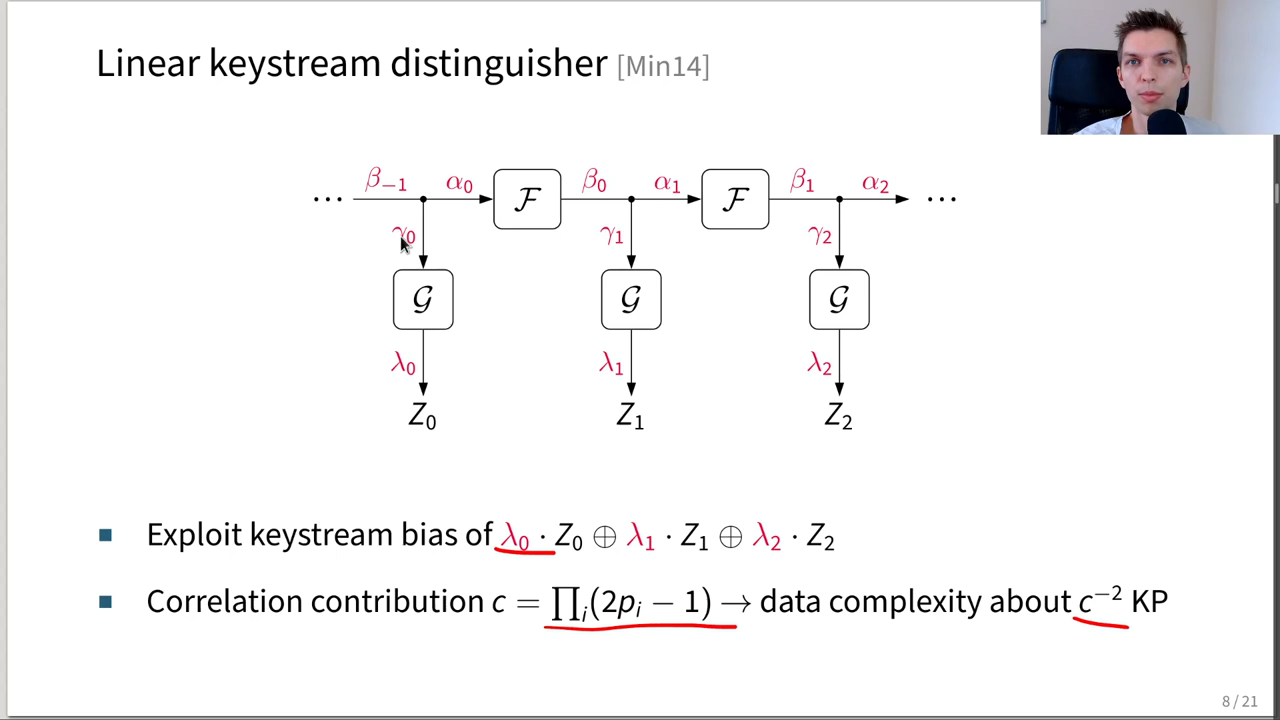 Linear keystream distinguisher [Min14]
⋯ β₋₁ α₀ ℱ β₀ α₁ ℱ β₁ α₂ ⋯
γ₀ γ₁ γ₂
𝒢 𝒢 𝒢
λ₀ λ₁ λ₂
Z₀ Z₁ Z₂
Exploit keystream bias of λ₀ · Z₀ ⊕ λ₁ · Z₁ ⊕ λ₂ · Z₂
Correlation contribution c = ∏ᵢ(2pᵢ − 1) → data complexity about c⁻² KP
8 / 21